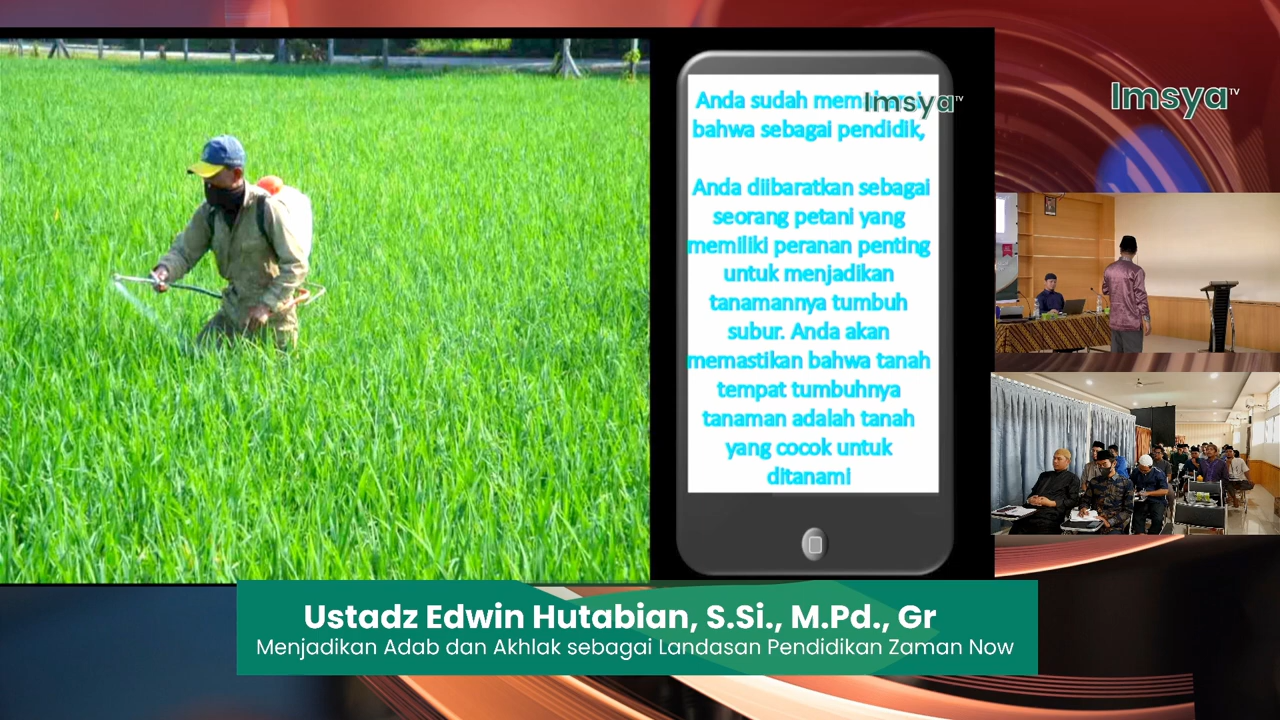 Anda sudah
Imsya TV
bahwa sebagai pendidik,
Anda diibaratkan sebagai
seorang petani yang
memiliki peranan penting
untuk menjadikan
tanamannya tumbuh
subur. Anda akan
memastikan bahwa tanah
tempat tumbuhnya
tanaman adalah tanah
yang cocok untuk
ditanami
Imsya TV
Ustadz Edwin Hutabian, S.Si., M.Pd., Gr
Menjadikan Adab dan Akhlak sebagai Landasan Pendidikan Zaman Now